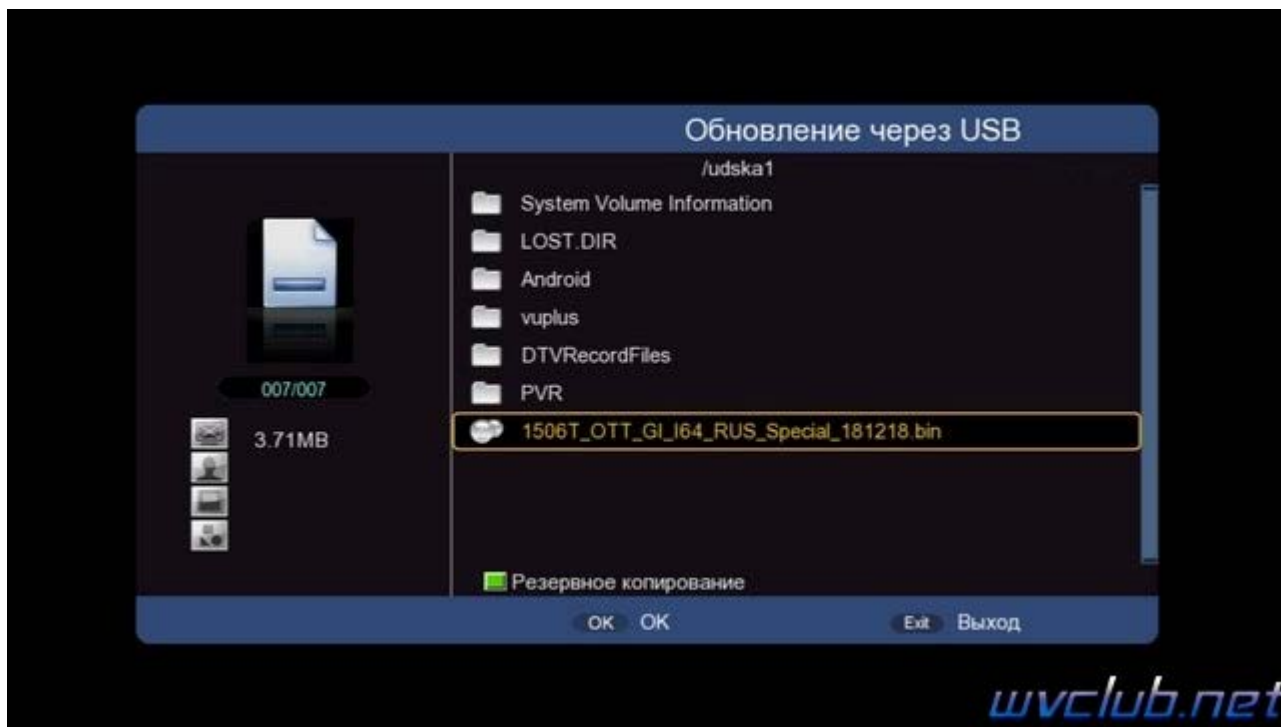 Обновление через USB
/udska1
System Volume Information
LOST.DIR
Android
vuplus
DTVRecordFiles
PVR
1506T_OTT_GI_I64_RUS_Special_181218.bin
007/007
3.71MB
Резервное копирование
OK OK Exit Выход
wvclub.net